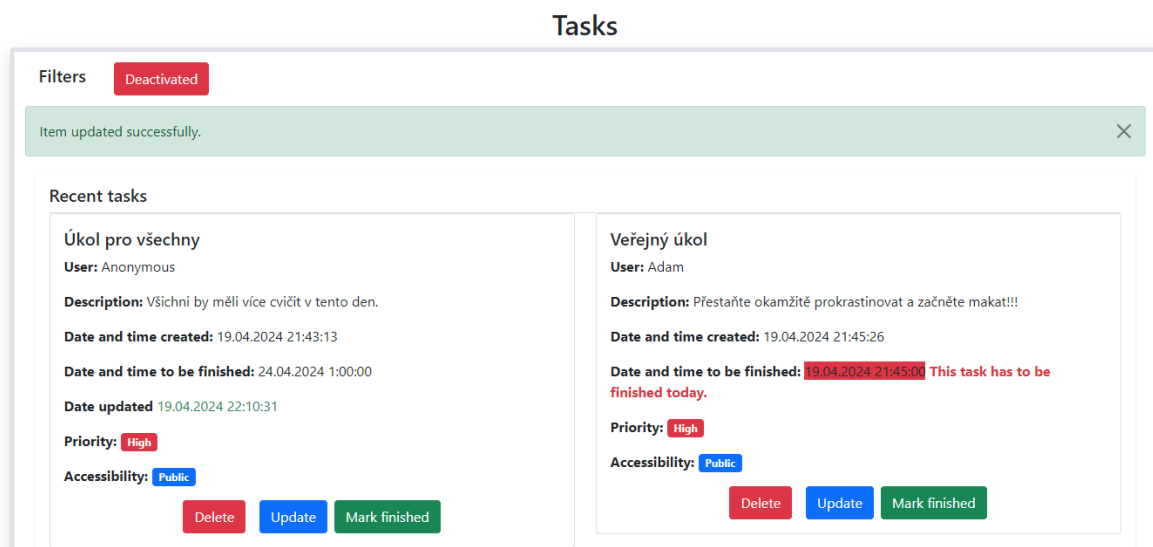 Tasks
Filters
Deactivated
Item updated successfully.
Recent tasks
Úkol pro všechny
User: Anonymous
Description: Všichni by měli více cvičit v tento den.
Date and time created: 19.04.2024 21:43:13
Date and time to be finished: 24.04.2024 1:00:00
Date updated 19.04.2024 22:10:31
Priority: High
Accessibility: Public
Delete
Update
Mark finished
Veřejný úkol
User: Adam
Description: Přestaňte okamžitě prokrastinovat a začněte makat!!!
Date and time created: 19.04.2024 21:45:26
Date and time to be finished: 19.04.2024 21:45:00 This task has to be
finished today.
Priority: High
Accessibility: Public
Delete
Update
Mark finished